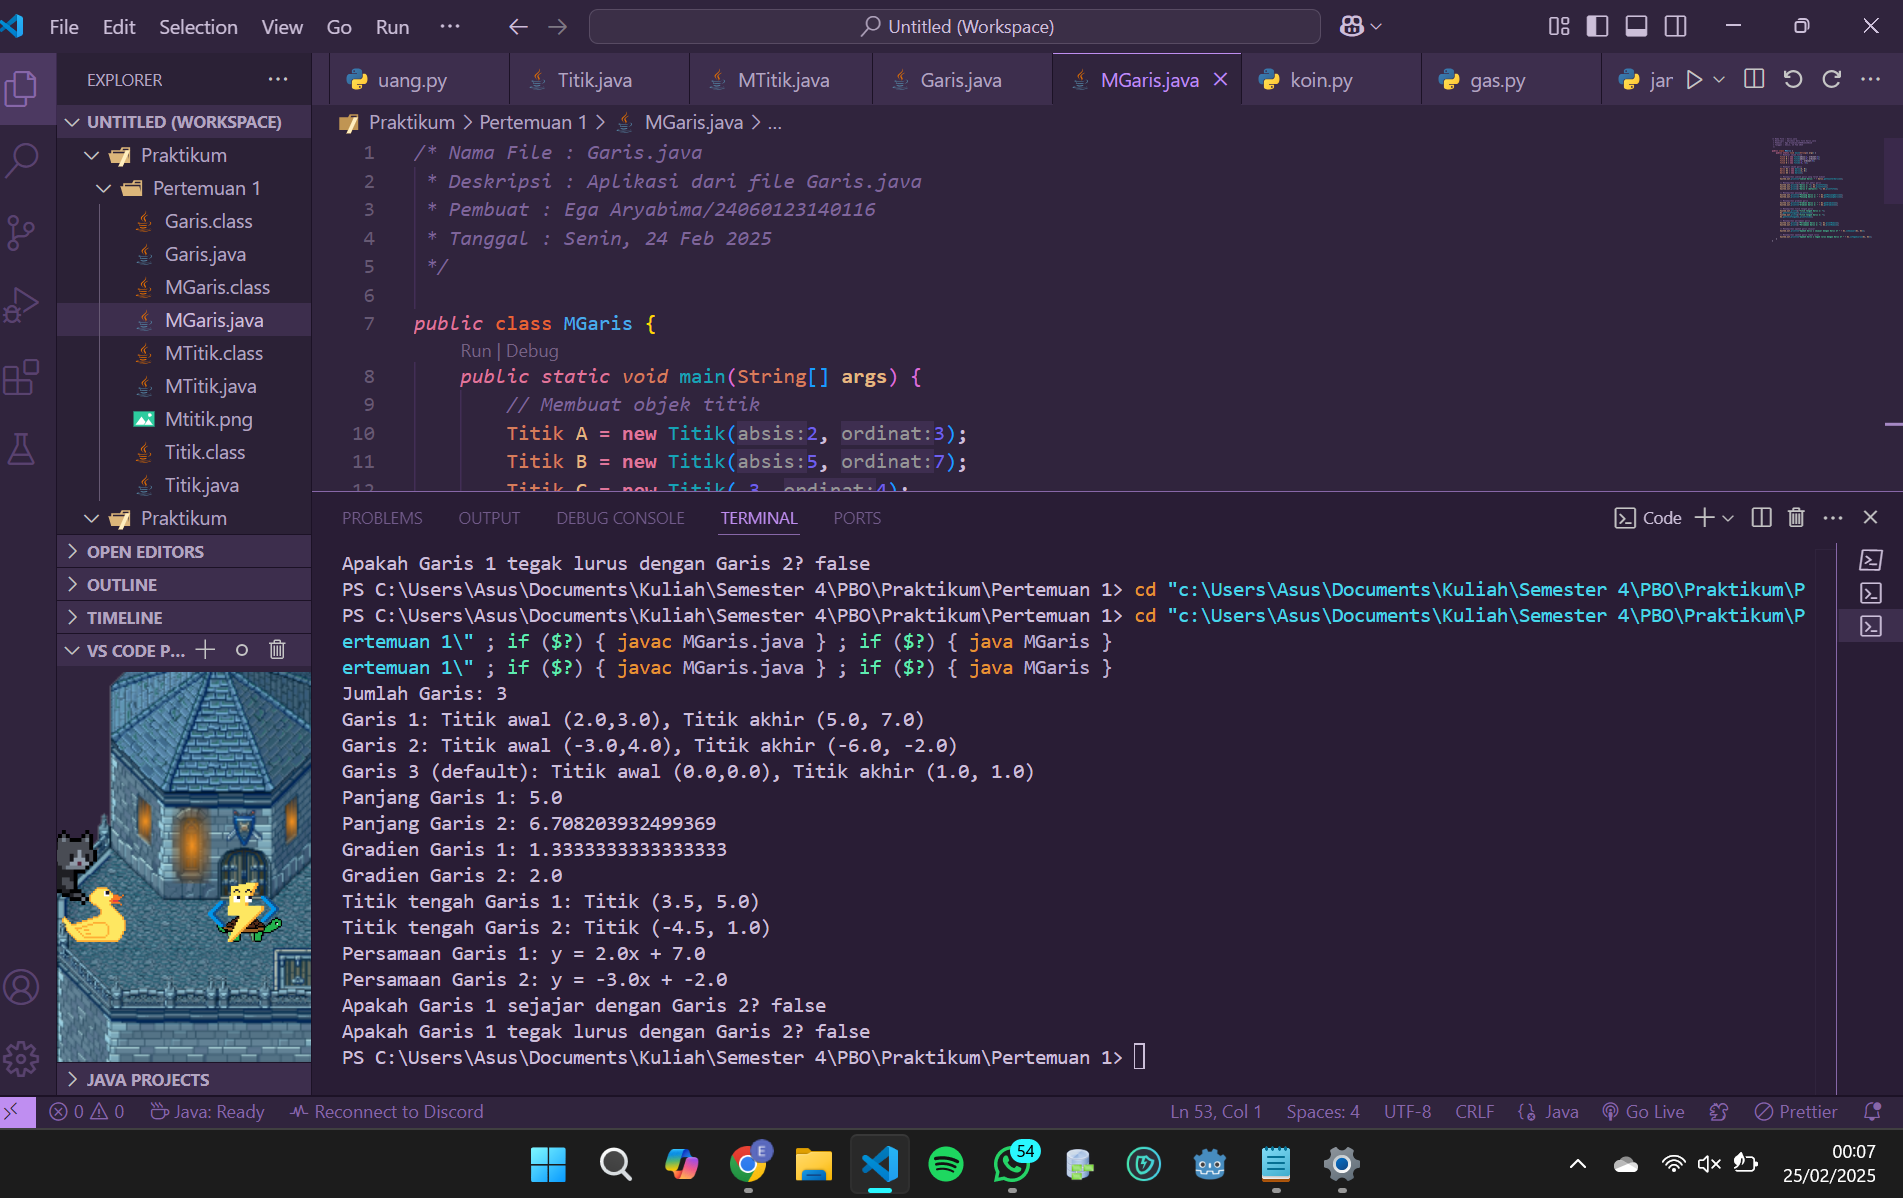 File Edit Selection View Go Run ···
Untitled (Workspace)
EXPLORER ···
uang.py Titik.java MTitik.java Garis.java MGaris.java koin.py gas.py jar
UNTITLED (WORKSPACE)
Praktikum > Pertemuan 1 > MGaris.java > ...
Praktikum
Pertemuan 1
Garis.class
Garis.java
MGaris.class
MGaris.java
MTitik.class
MTitik.java
Mtitik.png
Titik.class
Titik.java
Praktikum
OPEN EDITORS
OUTLINE
TIMELINE
VS CODE P...
JAVA PROJECTS
1 /* Nama File : Garis.java
2 * Deskripsi : Aplikasi dari file Garis.java
3 * Pembuat : Ega Aryabima/24060123140116
4 * Tanggal : Senin, 24 Feb 2025
5 */
6
7 public class MGaris {
Run | Debug
8 public static void main(String[] args) {
9 // Membuat objek titik
10 Titik A = new Titik(absis:2, ordinat:3);
11 Titik B = new Titik(absis:5, ordinat:7);
12 Titik C = new Titik(-3, ordinat:4);
PROBLEMS OUTPUT DEBUG CONSOLE TERMINAL PORTS
Code
Apakah Garis 1 tegak lurus dengan Garis 2? false
PS C:\Users\Asus\Documents\Kuliah\Semester 4\PBO\Praktikum\Pertemuan 1> cd "c:\Users\Asus\Documents\Kuliah\Semester 4\PBO\Praktikum\P
PS C:\Users\Asus\Documents\Kuliah\Semester 4\PBO\Praktikum\Pertemuan 1> cd "c:\Users\Asus\Documents\Kuliah\Semester 4\PBO\Praktikum\P
ertemuan 1\" ; if ($?) { javac MGaris.java } ; if ($?) { java MGaris }
ertemuan 1\" ; if ($?) { javac MGaris.java } ; if ($?) { java MGaris }
Jumlah Garis: 3
Garis 1: Titik awal (2.0,3.0), Titik akhir (5.0, 7.0)
Garis 2: Titik awal (-3.0,4.0), Titik akhir (-6.0, -2.0)
Garis 3 (default): Titik awal (0.0,0.0), Titik akhir (1.0, 1.0)
Panjang Garis 1: 5.0
Panjang Garis 2: 6.708203932499369
Gradien Garis 1: 1.3333333333333333
Gradien Garis 2: 2.0
Titik tengah Garis 1: Titik (3.5, 5.0)
Titik tengah Garis 2: Titik (-4.5, 1.0)
Persamaan Garis 1: y = 2.0x + 7.0
Persamaan Garis 2: y = -3.0x + -2.0
Apakah Garis 1 sejajar dengan Garis 2? false
Apakah Garis 1 tegak lurus dengan Garis 2? false
PS C:\Users\Asus\Documents\Kuliah\Semester 4\PBO\Praktikum\Pertemuan 1>
0 0 Java: Ready Reconnect to Discord Ln 53, Col 1 Spaces: 4 UTF-8 CRLF Java Go Live Prettier
E
54
00:07
25/02/2025